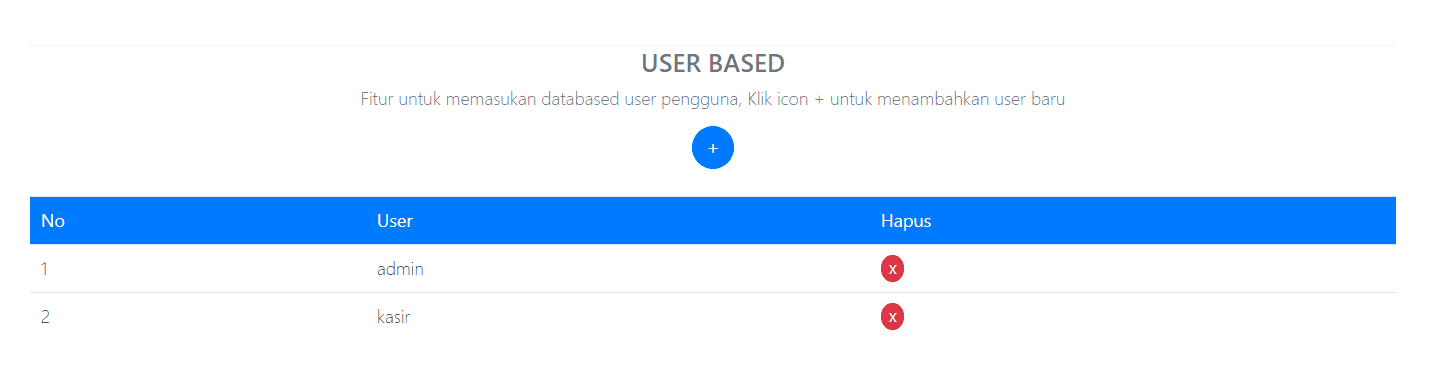 USER BASED
Fitur untuk memasukan databased user pengguna, Klik icon + untuk menambahkan user baru
+
No User Hapus
1 admin x
2 kasir x